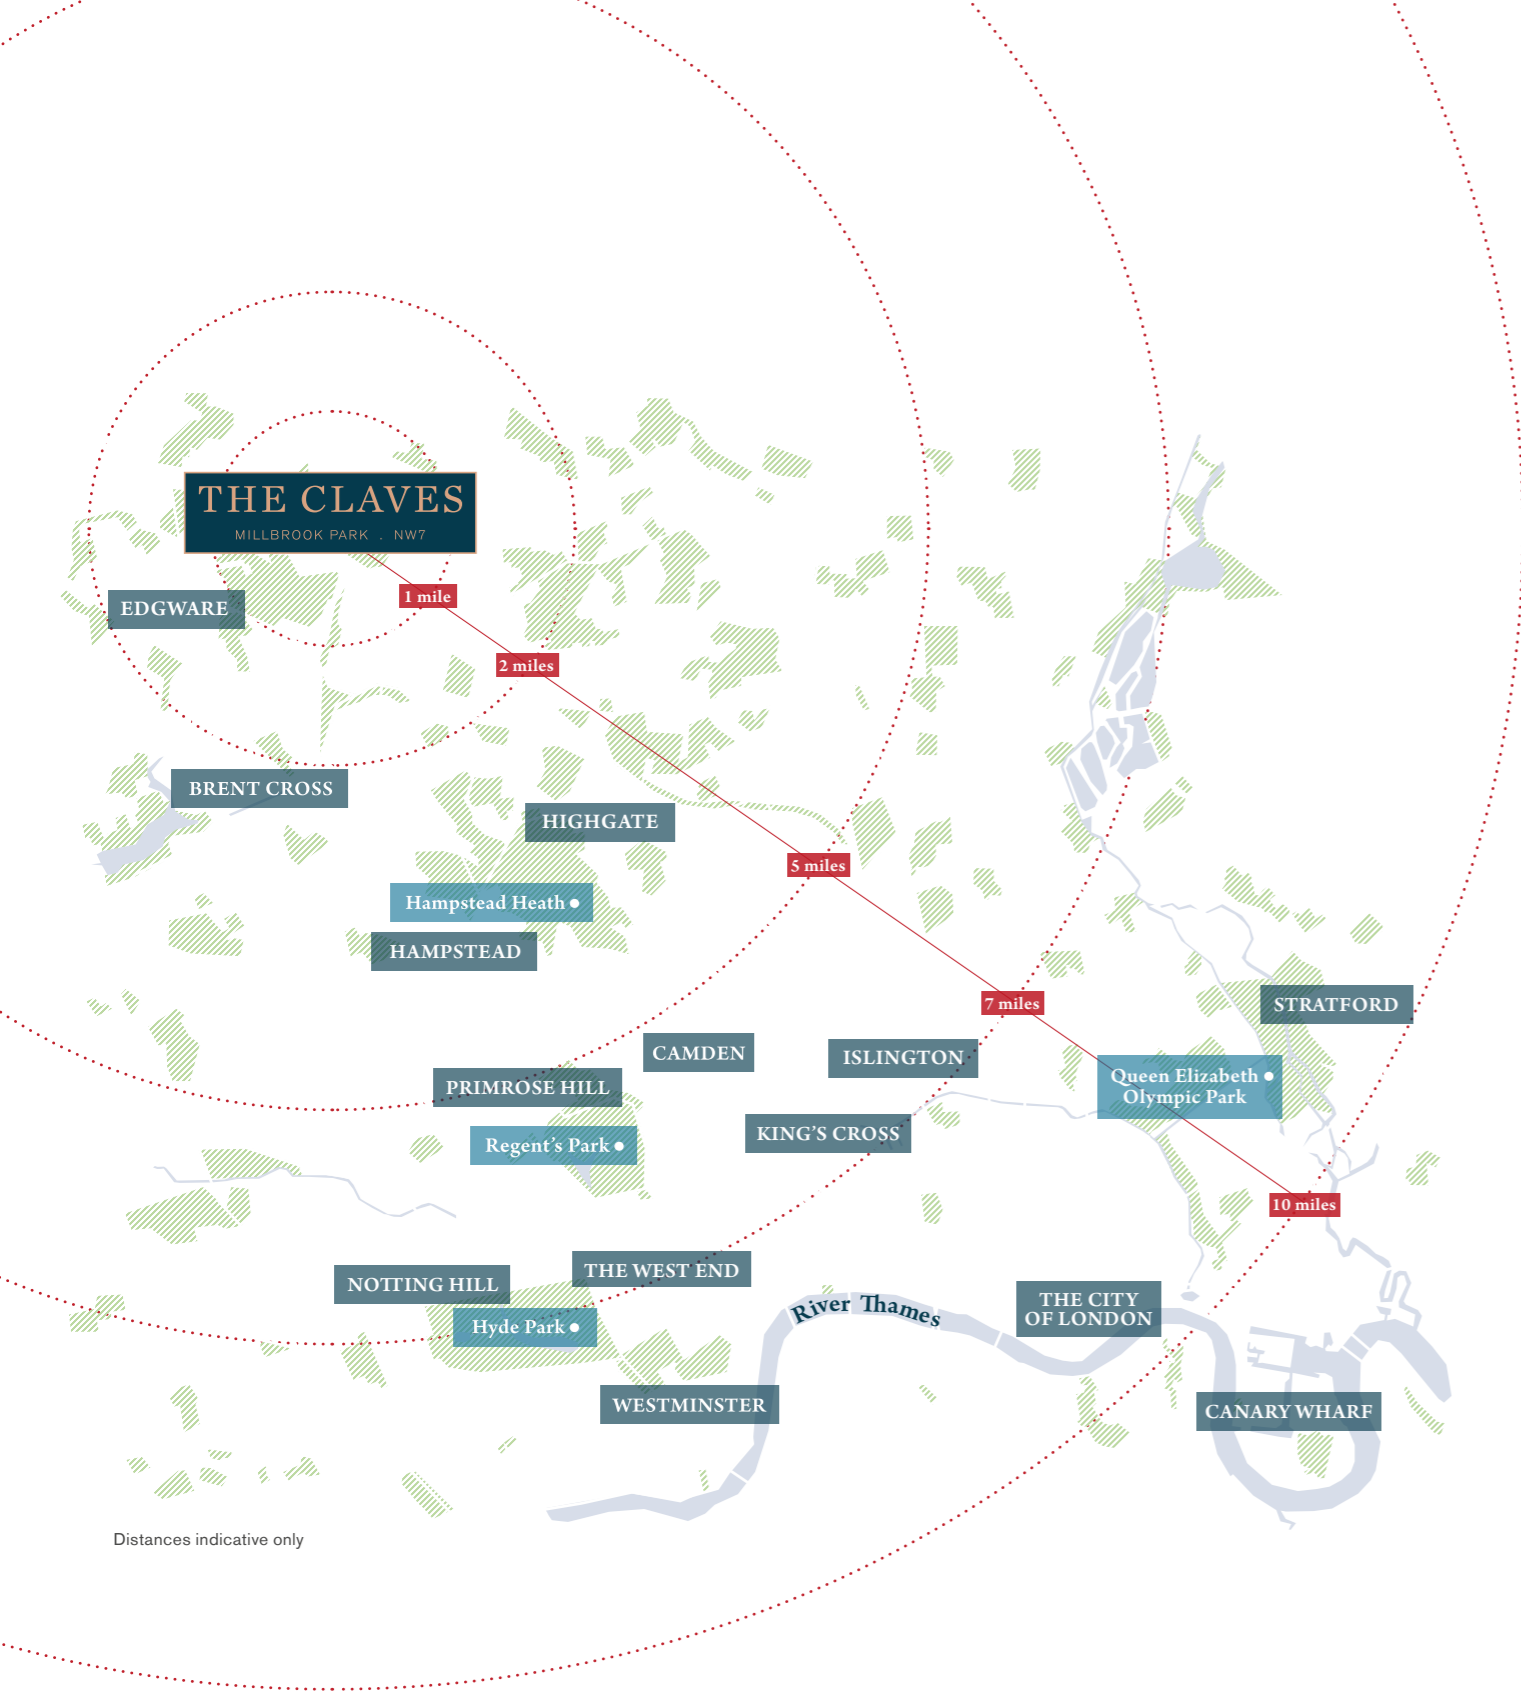 THE CLAVES
MILLBROOK PARK . NW7
1 mile
EDGWARE
2 miles
BRENT CROSS
HIGHGATE
5 miles
Hampstead Heath
HAMPSTEAD
7 miles
STRATFORD
CAMDEN
ISLINGTON
PRIMROSE HILL
Queen Elizabeth
Olympic Park
KING'S CROSS
Regent's Park
10 miles
THE WEST END
NOTTING HILL
River Thames
THE CITY
OF LONDON
Hyde Park
WESTMINSTER
CANARY WHARF
Distances indicative only